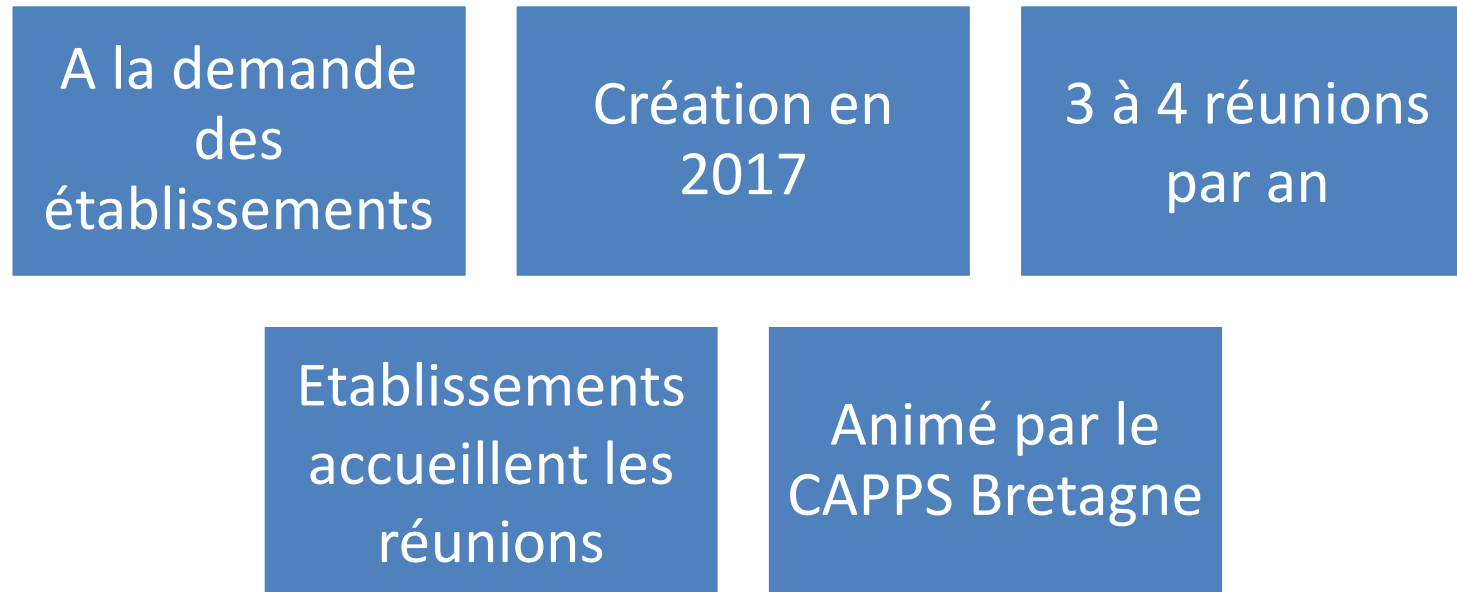 A la demande
des
établissements
Création en
2017
3 à 4 réunions
par an
Etablissements
accueillent les
réunions
Animé par le
CAPPS Bretagne